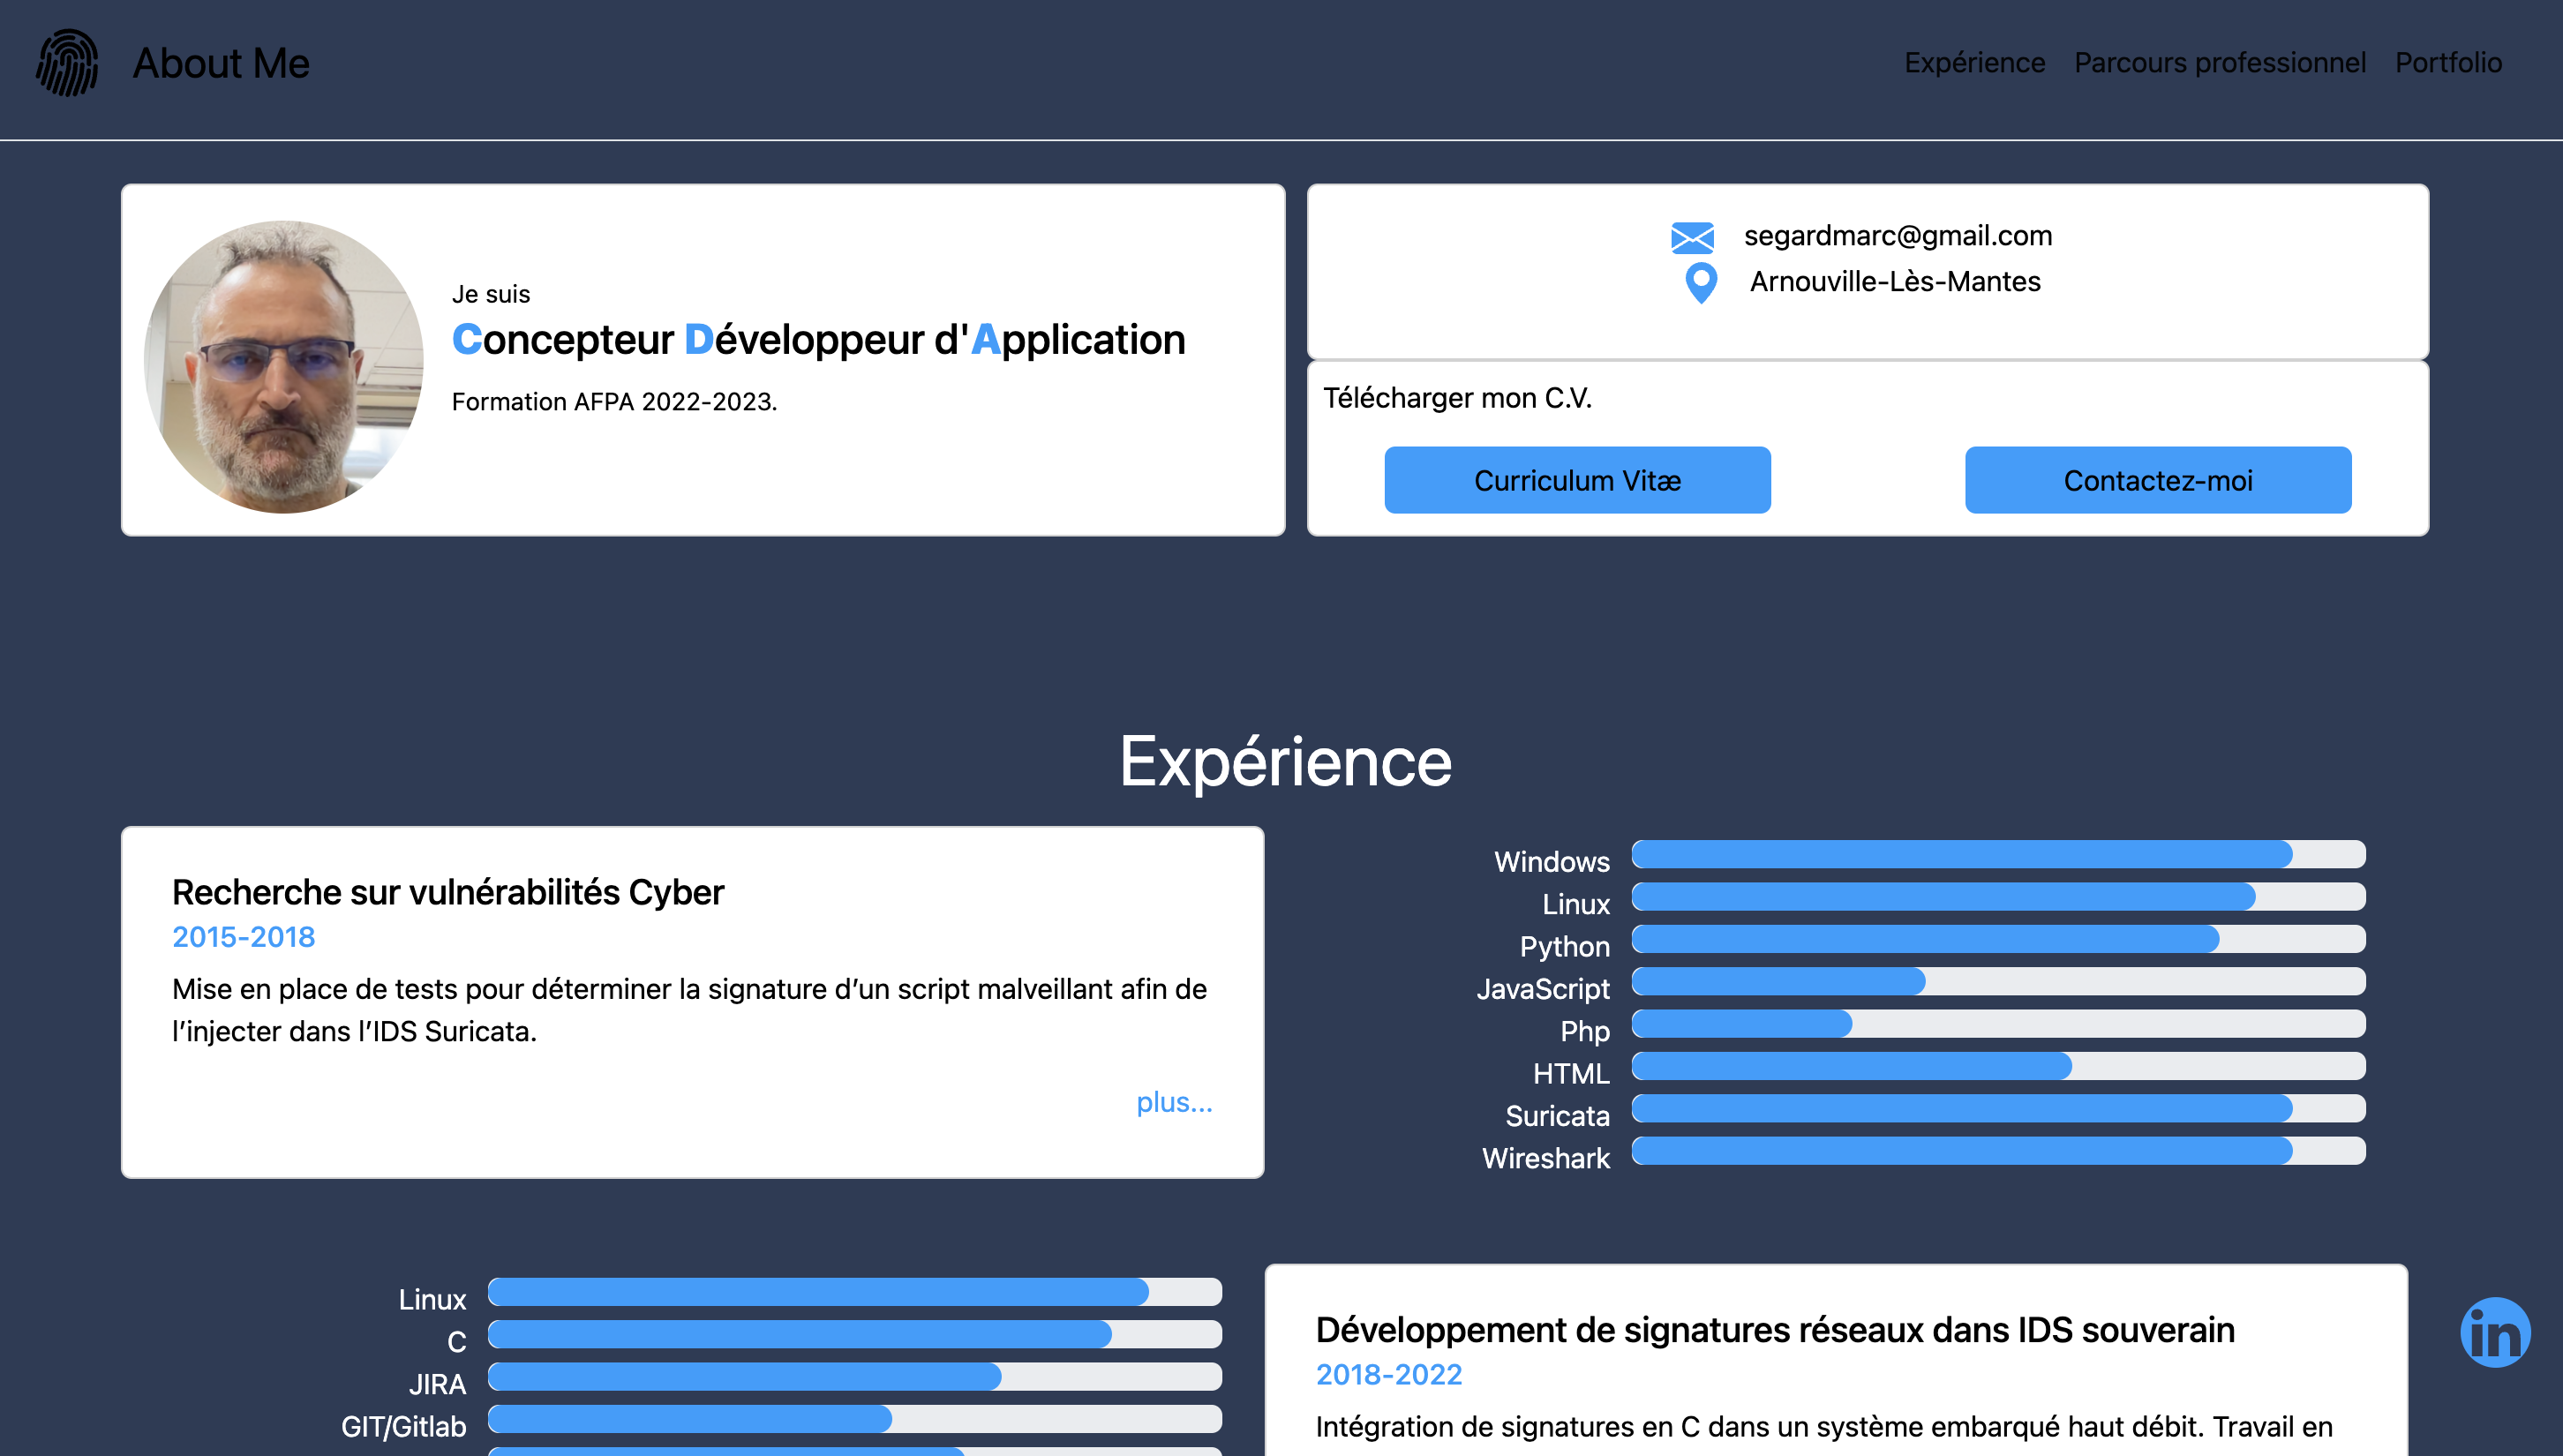 About Me
Expérience
Parcours professionnel
Portfolio
Je suis
Concepteur Développeur d'Application
Formation AFPA 2022-2023.
segardmarc@gmail.com
Arnouville-Lès-Mantes
Télécharger mon C.V.
Curriculum Vitæ
Contactez-moi
Expérience
Recherche sur vulnérabilités Cyber
2015-2018
Mise en place de tests pour déterminer la signature d’un script malveillant afin de
l’injecter dans l’IDS Suricata.
plus...
Windows
Linux
Python
JavaScript
Php
HTML
Suricata
Wireshark
Linux
C
JIRA
GIT/Gitlab
Développement de signatures réseaux dans IDS souverain
2018-2022
Intégration de signatures en C dans un système embarqué haut débit. Travail en
in